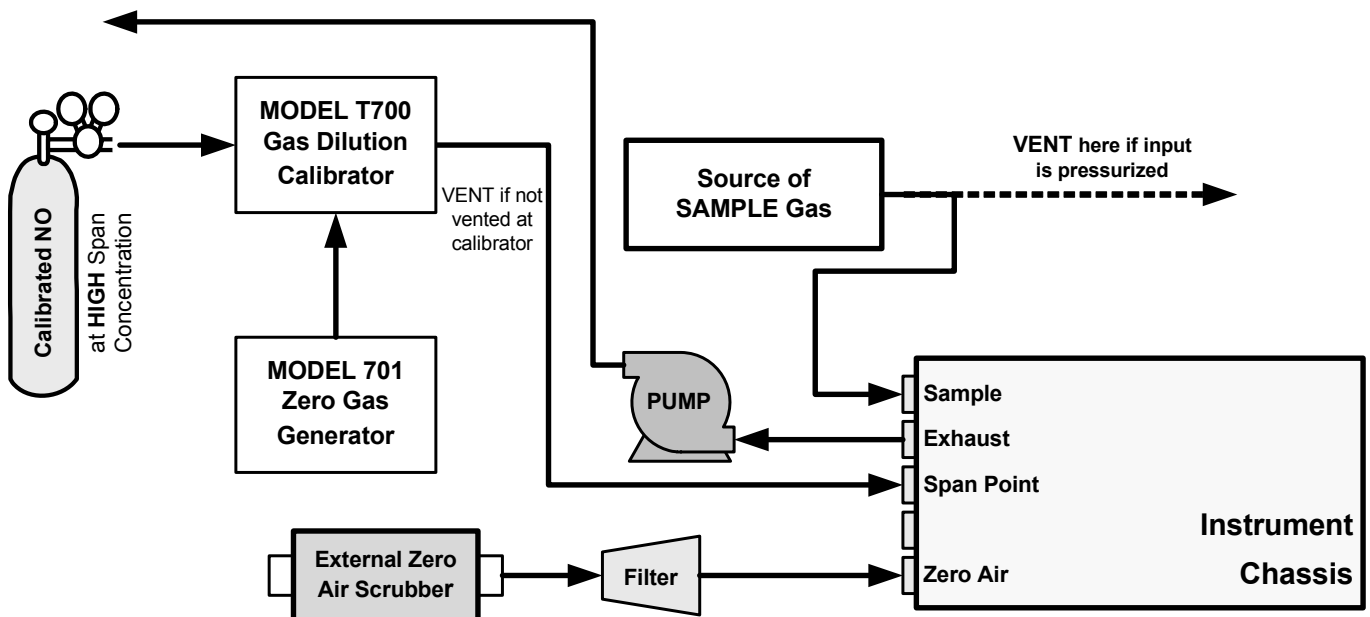 MODEL T700
Gas Dilution
Calibrator
VENT if not
vented at
calibrator
Calibrated NO
at HIGH Span
Concentration
MODEL 701
Zero Gas
Generator
Source of
SAMPLE Gas
VENT here if input
is pressurized
PUMP
Sample
Exhaust
Span Point
Zero Air
Instrument
Chassis
External Zero
Air Scrubber
Filter